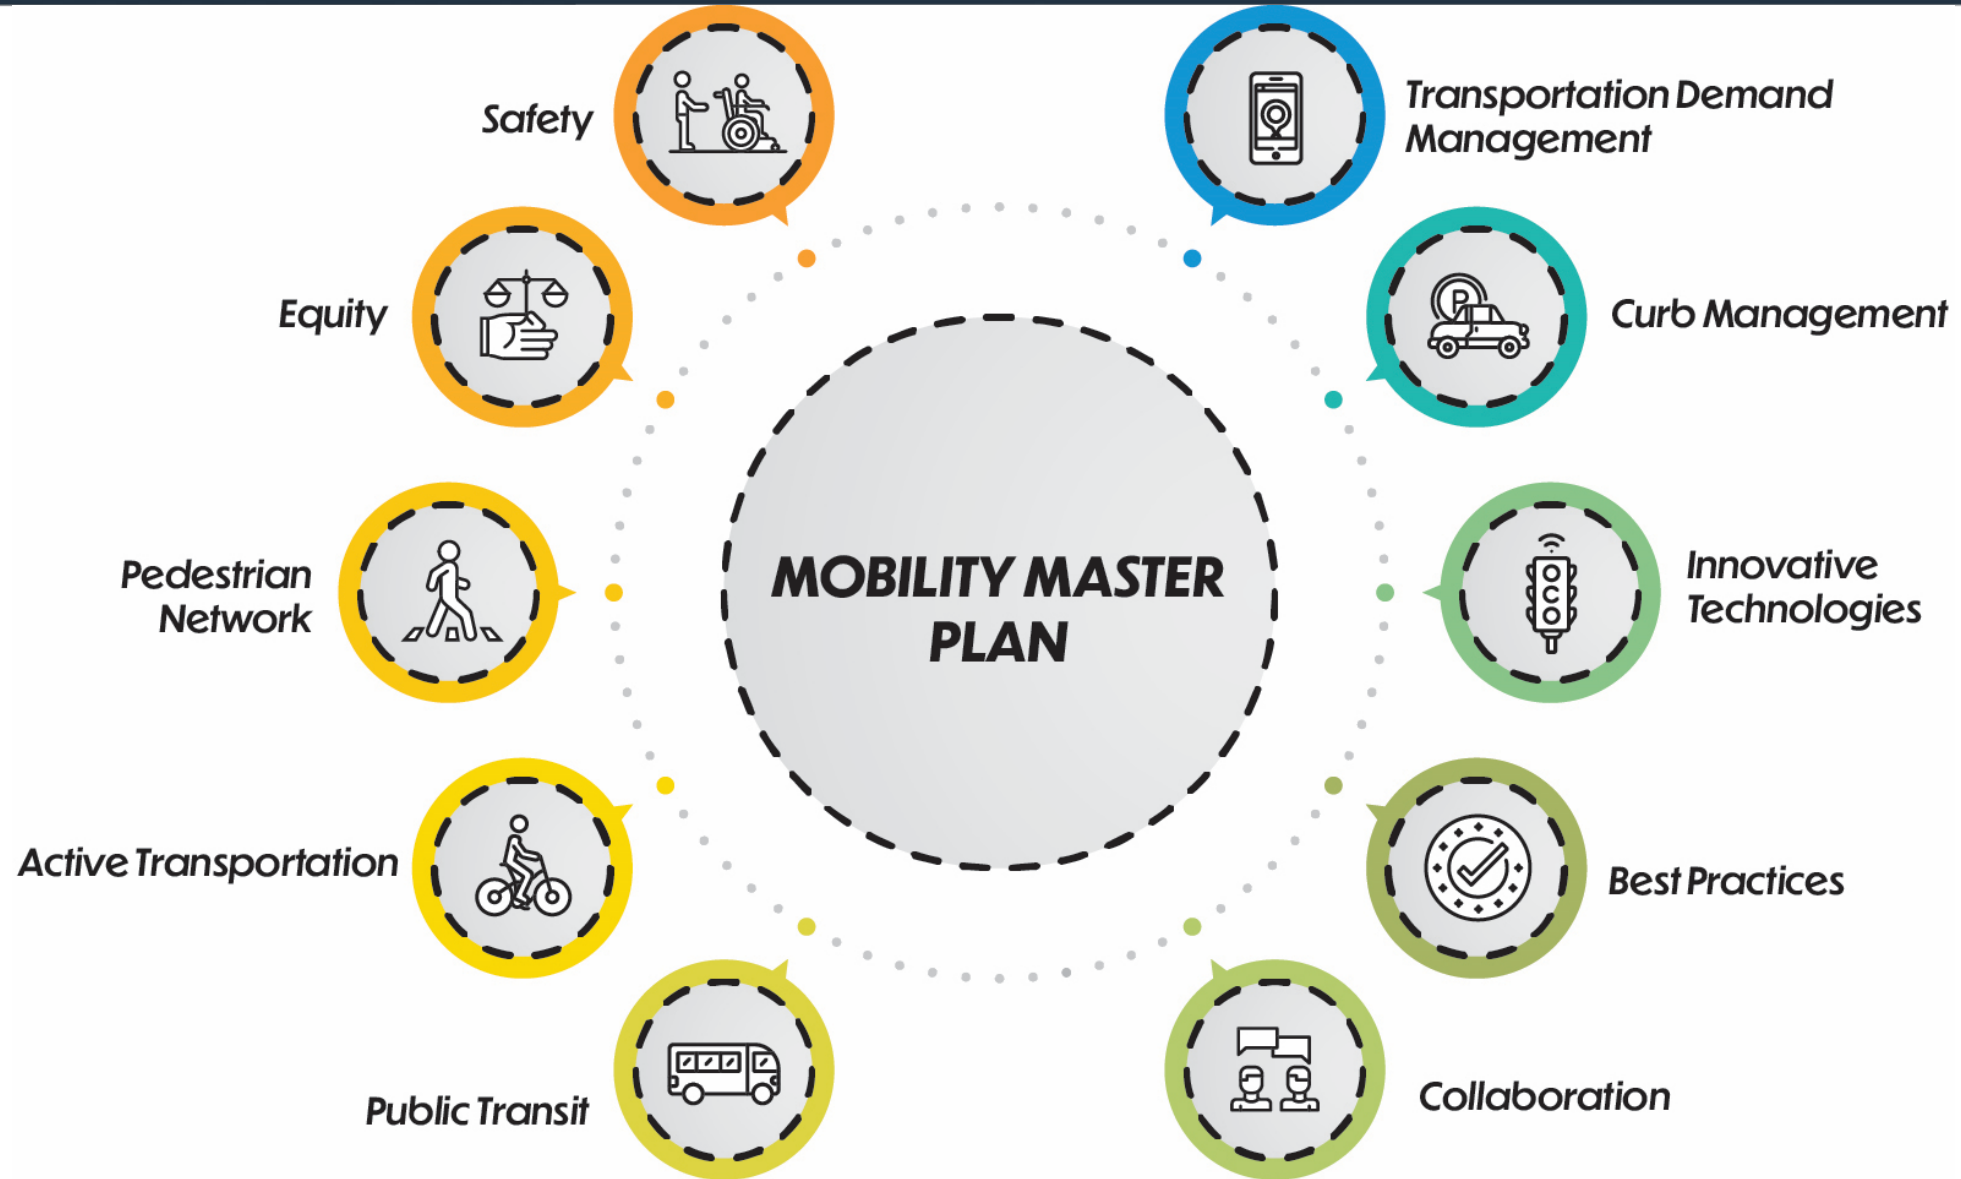 Safety
Transportation Demand
Management
Equity
P
Curb Management
MOBILITY MASTER
PLAN
Pedestrian
Network
Innovative
Technologies
Active Transportation
Best Practices
Public Transit
Collaboration